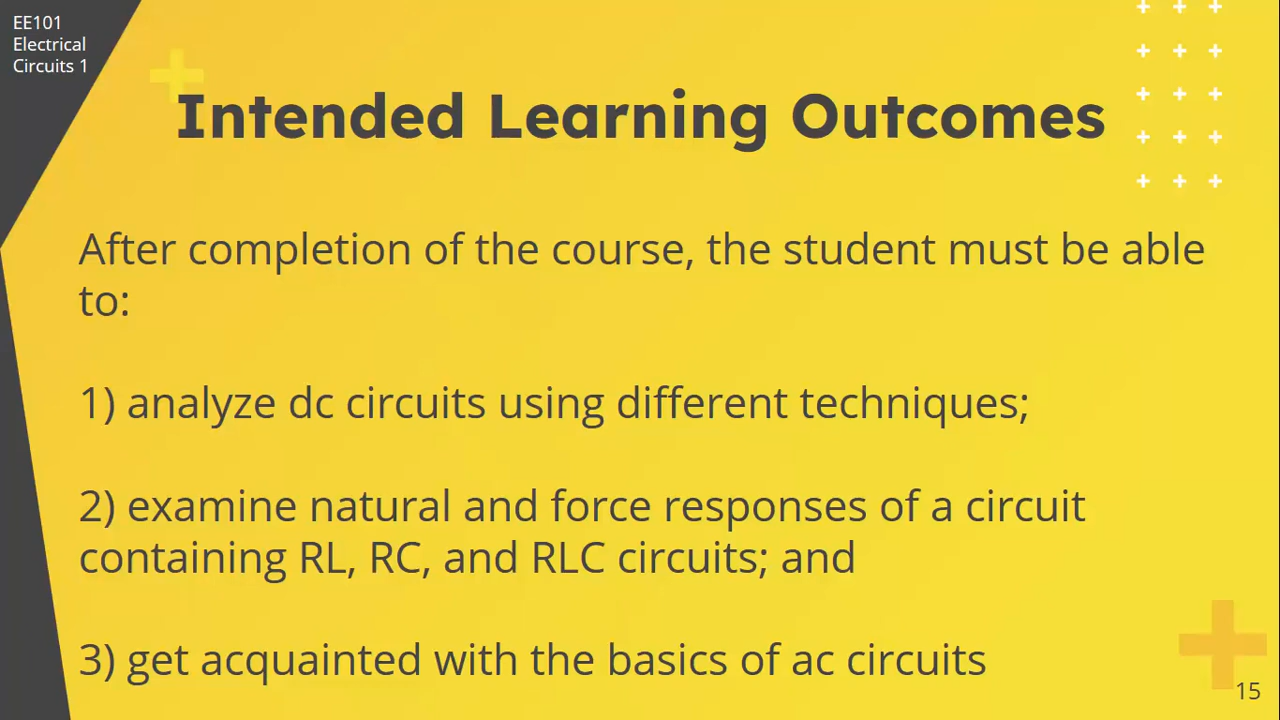 EE101
Electrical
Circuits 1
Intended Learning Outcomes
After completion of the course, the student must be able
to:
1) analyze dc circuits using different techniques;
2) examine natural and force responses of a circuit
containing RL, RC, and RLC circuits; and
3) get acquainted with the basics of ac circuits
15